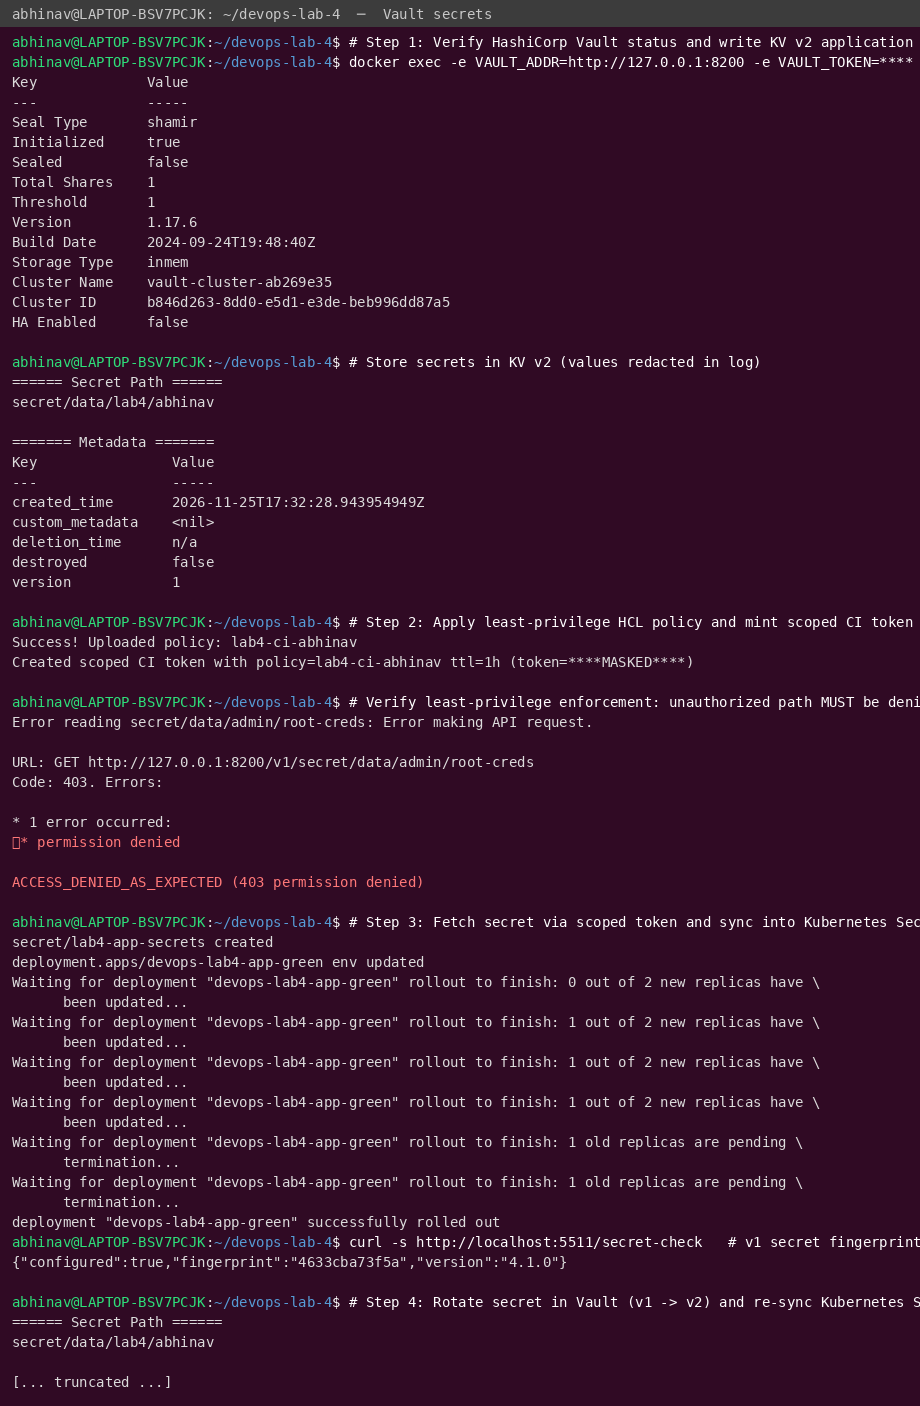 abhinav@LAPTOP-BSV7PCJK: ~/devops-lab-4  —  Vault secrets
abhinav@LAPTOP-BSV7PCJK:~/devops-lab-4$ # Step 1: Verify HashiCorp Vault status and write KV v2 application
abhinav@LAPTOP-BSV7PCJK:~/devops-lab-4$ docker exec -e VAULT_ADDR=http://127.0.0.1:8200 -e VAULT_TOKEN=****
Key             Value
---             -----
Seal Type       shamir
Initialized     true
Sealed          false
Total Shares    1
Threshold       1
Version         1.17.6
Build Date      2024-09-24T19:48:40Z
Storage Type    inmem
Cluster Name    vault-cluster-ab269e35
Cluster ID      b846d263-8dd0-e5d1-e3de-beb996dd87a5
HA Enabled      false
abhinav@LAPTOP-BSV7PCJK:~/devops-lab-4$ # Store secrets in KV v2 (values redacted in log)
====== Secret Path ======
secret/data/lab4/abhinav
======= Metadata =======
Key                Value
---                -----
created_time       2026-11-25T17:32:28.943954949Z
custom_metadata    <nil>
deletion_time      n/a
destroyed          false
version            1
abhinav@LAPTOP-BSV7PCJK:~/devops-lab-4$ # Step 2: Apply least-privilege HCL policy and mint scoped CI token
Success! Uploaded policy: lab4-ci-abhinav
Created scoped CI token with policy=lab4-ci-abhinav ttl=1h (token=****MASKED****)
abhinav@LAPTOP-BSV7PCJK:~/devops-lab-4$ # Verify least-privilege enforcement: unauthorized path MUST be deni
Error reading secret/data/admin/root-creds: Error making API request.
URL: GET http://127.0.0.1:8200/v1/secret/data/admin/root-creds
Code: 403. Errors:
* 1 error occurred:
* permission denied
ACCESS_DENIED_AS_EXPECTED (403 permission denied)
abhinav@LAPTOP-BSV7PCJK:~/devops-lab-4$ # Step 3: Fetch secret via scoped token and sync into Kubernetes Sec
secret/lab4-app-secrets created
deployment.apps/devops-lab4-app-green env updated
Waiting for deployment "devops-lab4-app-green" rollout to finish: 0 out of 2 new replicas have \
      been updated...
Waiting for deployment "devops-lab4-app-green" rollout to finish: 1 out of 2 new replicas have \
      been updated...
Waiting for deployment "devops-lab4-app-green" rollout to finish: 1 out of 2 new replicas have \
      been updated...
Waiting for deployment "devops-lab4-app-green" rollout to finish: 1 out of 2 new replicas have \
      been updated...
Waiting for deployment "devops-lab4-app-green" rollout to finish: 1 old replicas are pending \
      termination...
Waiting for deployment "devops-lab4-app-green" rollout to finish: 1 old replicas are pending \
      termination...
deployment "devops-lab4-app-green" successfully rolled out
abhinav@LAPTOP-BSV7PCJK:~/devops-lab-4$ curl -s http://localhost:5511/secret-check   # v1 secret fingerprint
{"configured":true,"fingerprint":"4633cba73f5a","version":"4.1.0"}
abhinav@LAPTOP-BSV7PCJK:~/devops-lab-4$ # Step 4: Rotate secret in Vault (v1 -> v2) and re-sync Kubernetes S
====== Secret Path ======
secret/data/lab4/abhinav
[... truncated ...]